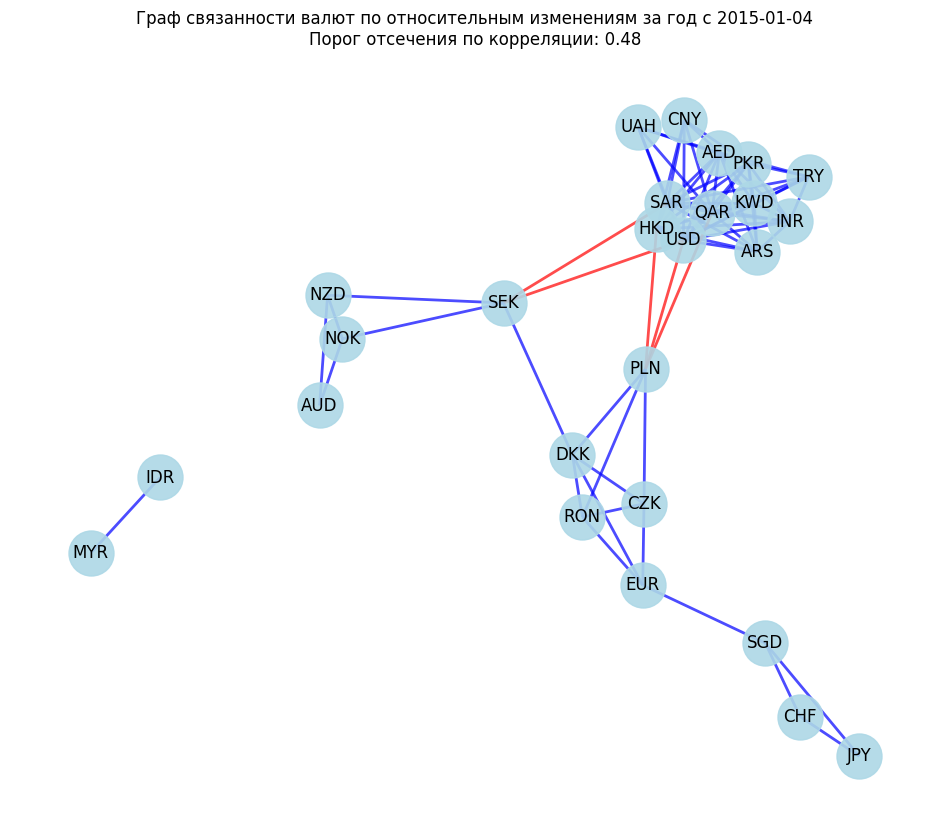 Граф связанности валют по относительным изменениям за год с 2015-01-04
Порог отсечения по корреляции: 0.48
UAH
CNY
AED
PKR
TRY
SAR
KWD
QAR
INR
HKD
USD
ARS
NZD
SEK
NOK
PLN
AUD
DKK
IDR
CZK
RON
MYR
EUR
SGD
CHF
JPY